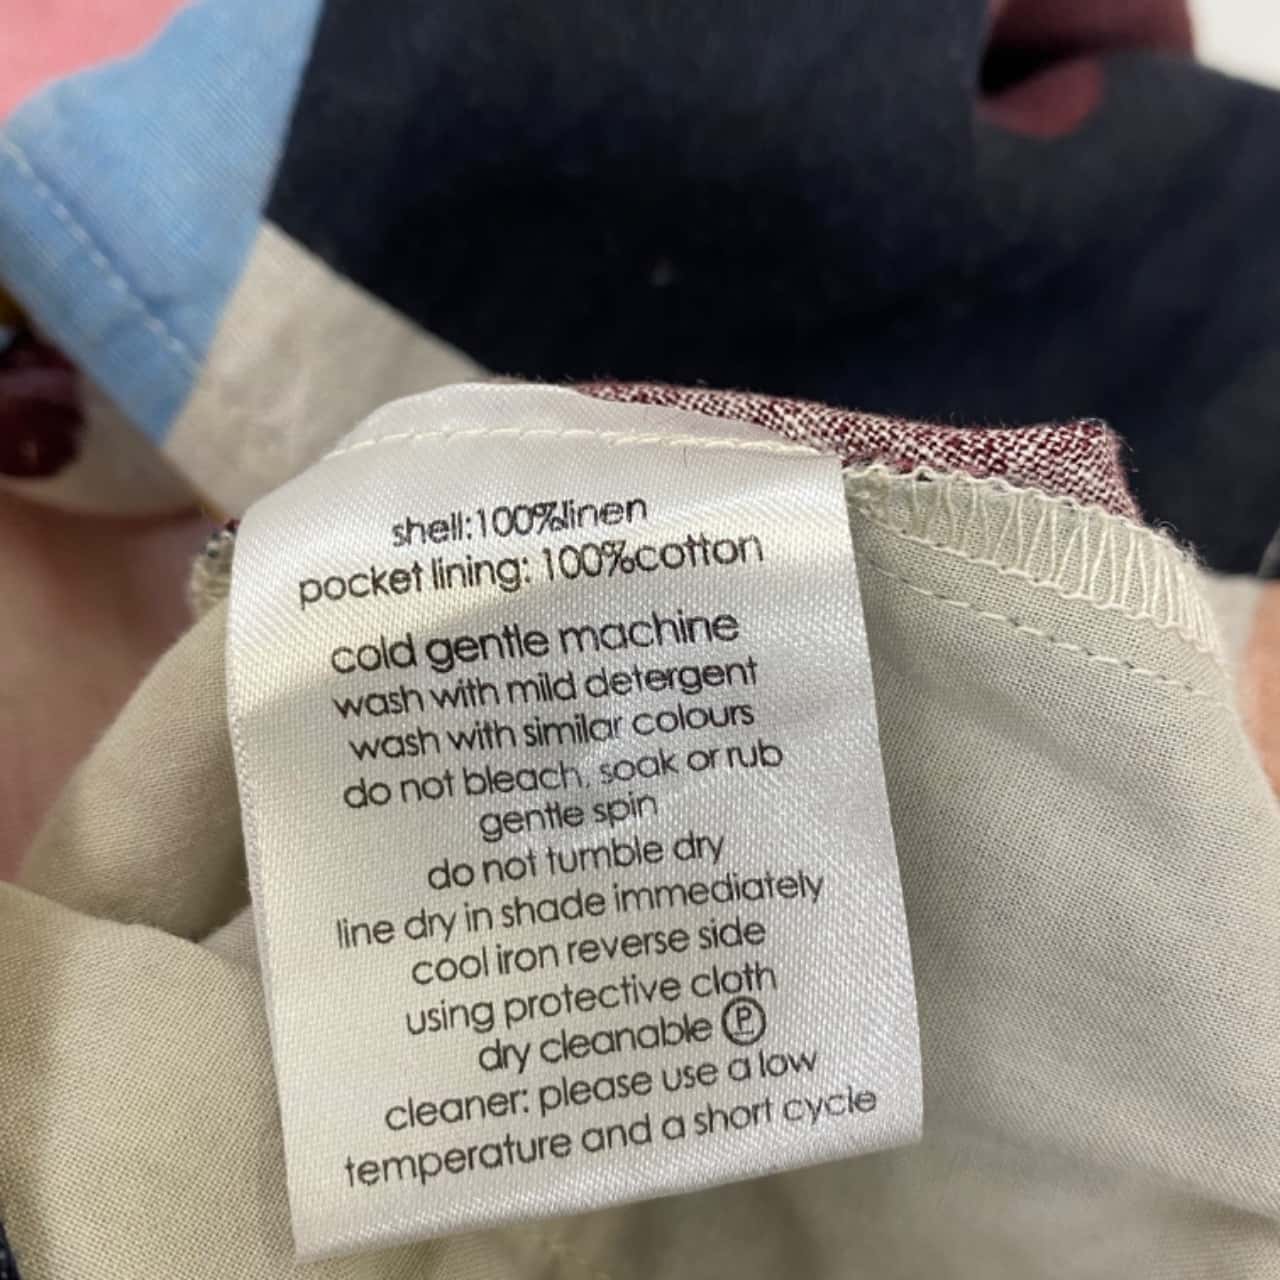 shell:100%linen
pocket lining: 100%cotton
cold gentle machine
wash with mild detergent
wash with similar colours
do not bleach, soak or rub
gentle spin
do not tumble dry
line dry in shade immediately
cool iron reverse side
using protective cloth
dry cleanable Ⓟ
cleaner: please use a low
temperature and a short cycle